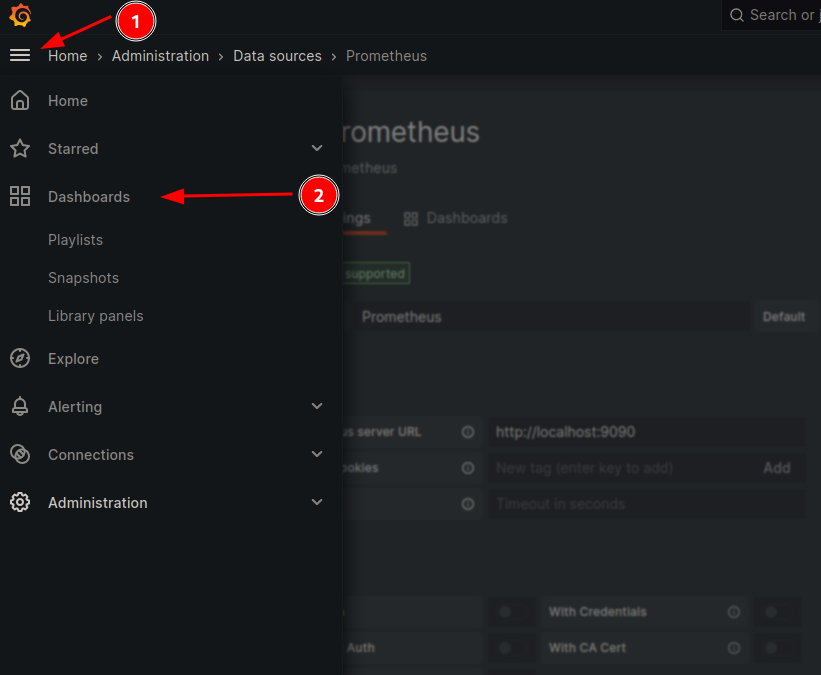 1
Search or j
Home › Administration › Data sources › Prometheus
Home
Starred
Dashboards
2
Playlists
Snapshots
Library panels
Explore
Alerting
Connections
Administration
rometheus
metheus
ngs Dashboards
supported
Prometheus Default
us server URL http://localhost:9090
ookies New tag (enter key to add) Add
Timeout in seconds
With Credentials
Auth With CA Cert